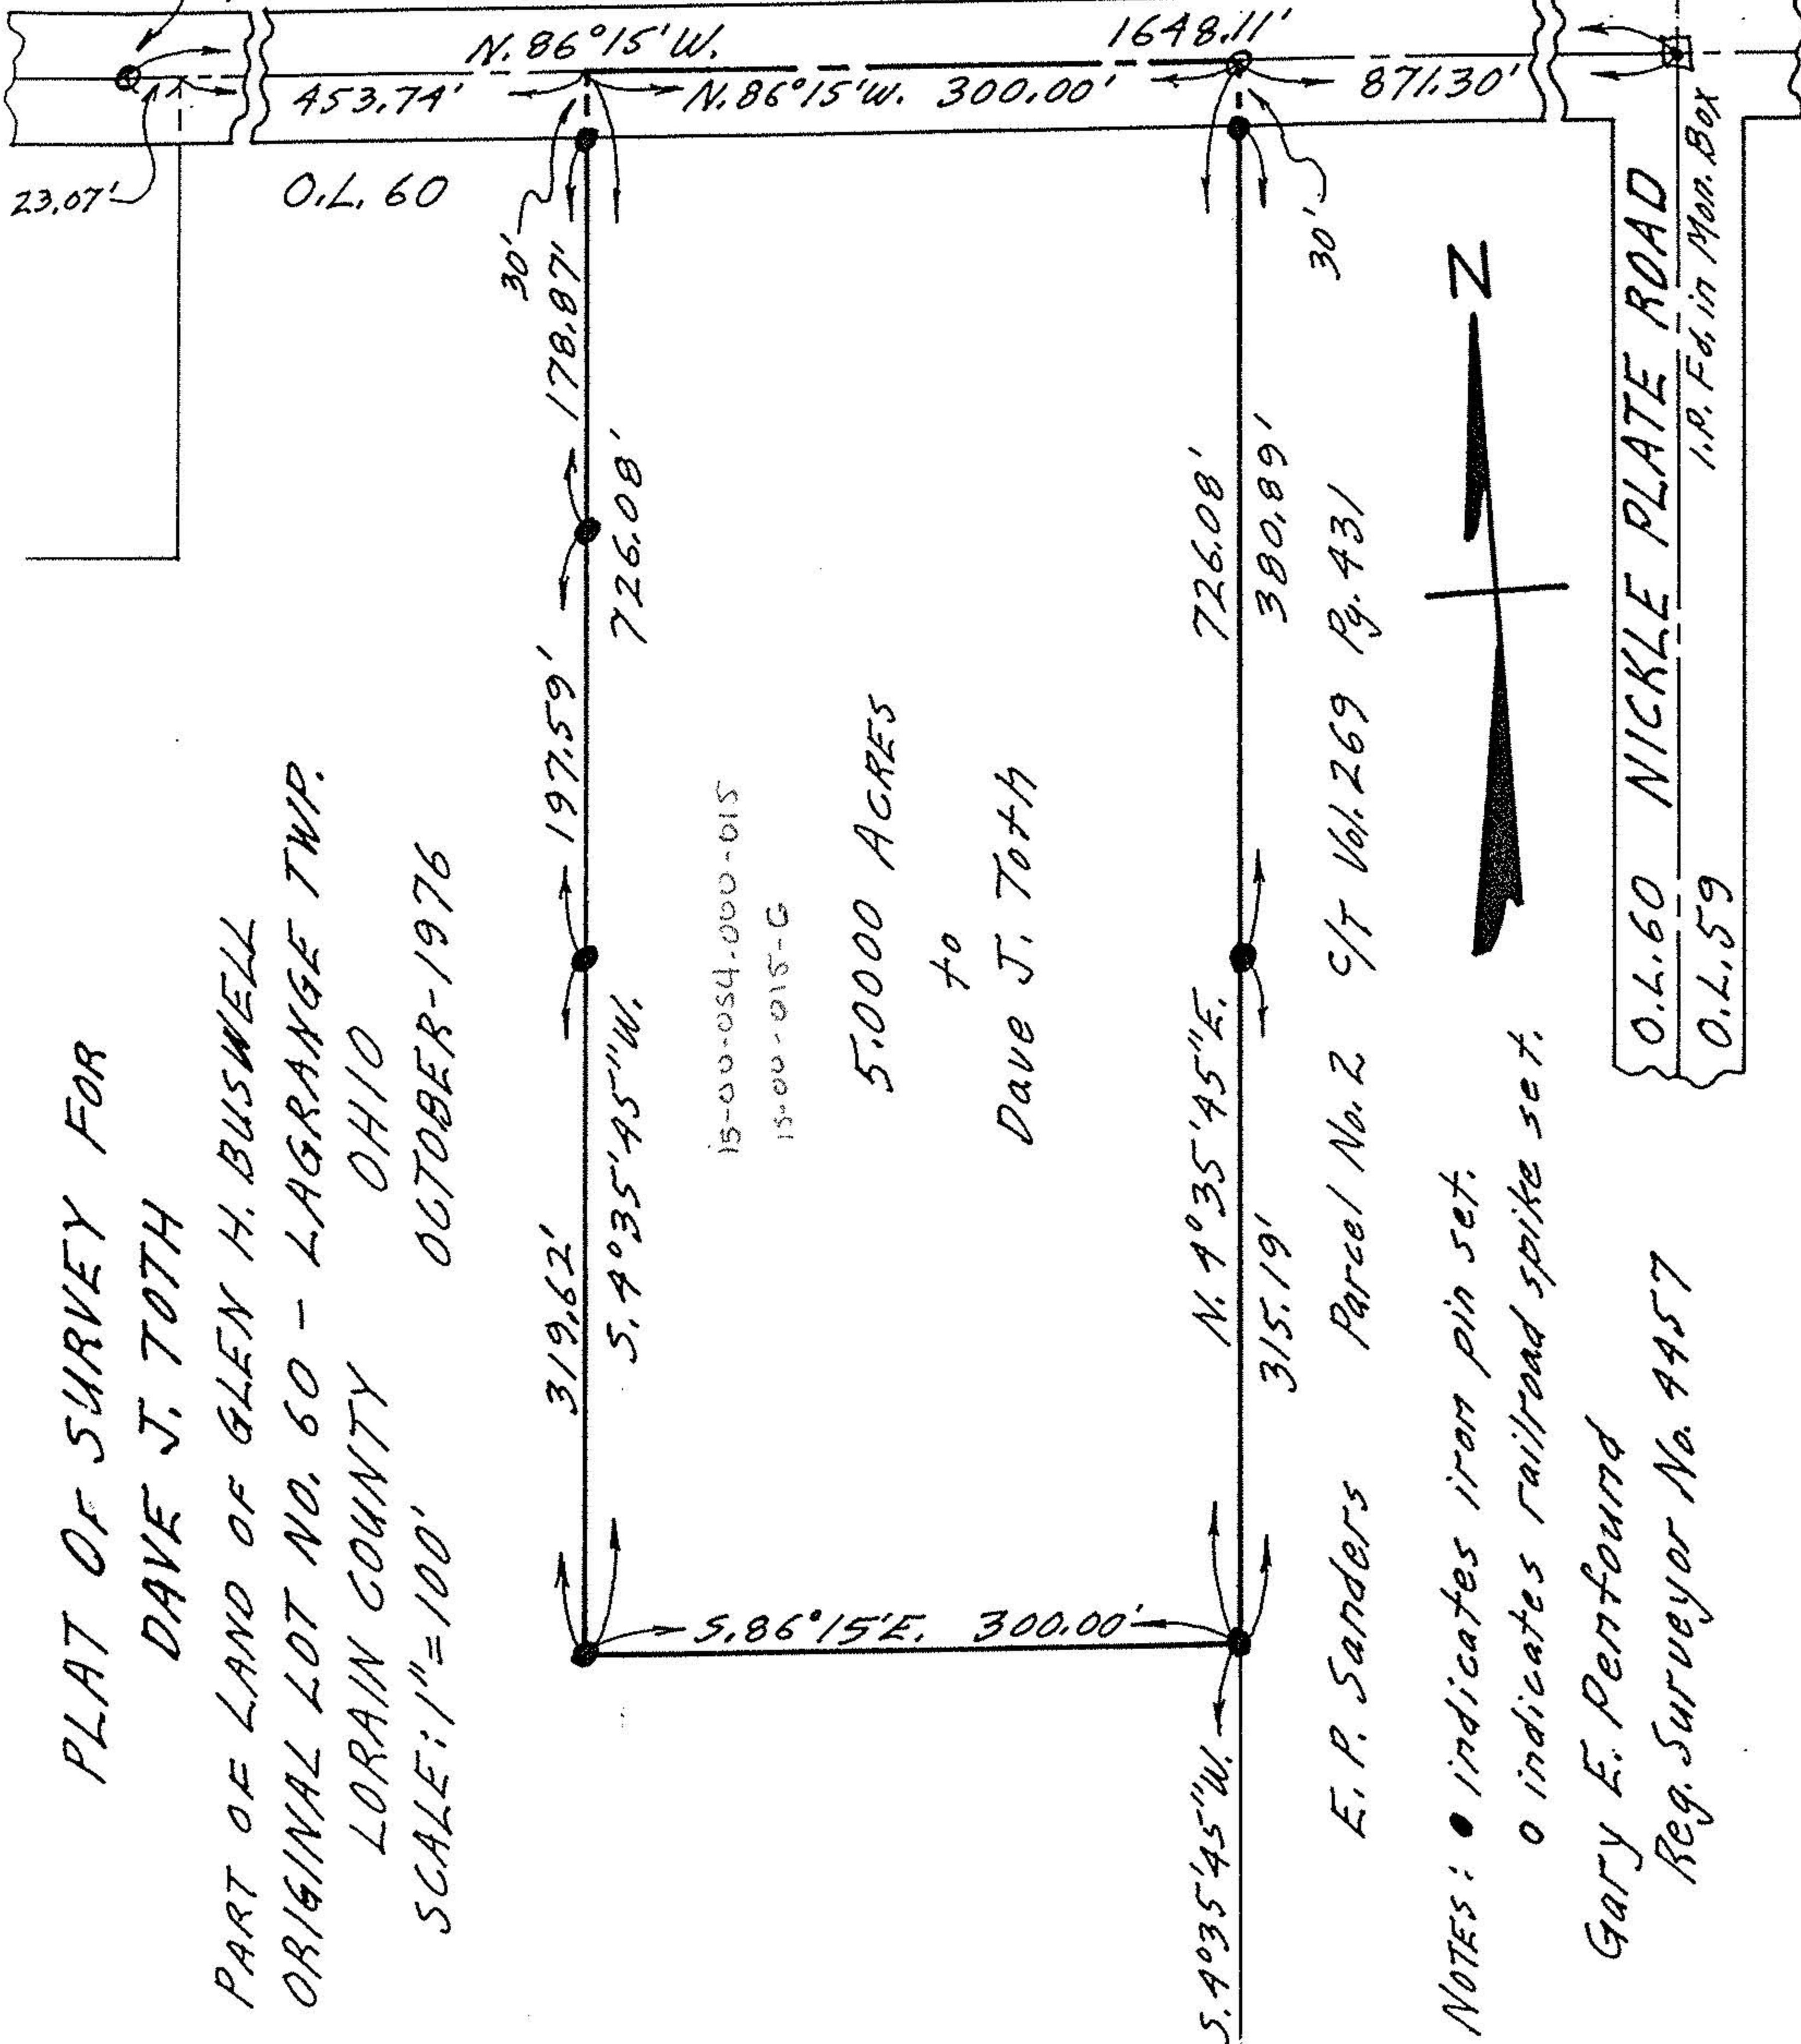 PLAT OF SURVEY FOR
DAVE J. TOTH
PART OF LAND OF GLEN H. BUSWELL
ORIGINAL LOT NO. 60 - LAGRANGE TWP.
LORAIN COUNTY OHIO
SCALE: 1"=100' OCTOBER-1976
N. 86°15'W. 1648.11'
453.74'
N. 86°15'W. 300.00'
871.30'
23.07'
O.L. 60
30'
178.87'
197.59'
319.62'
726.08'
S. 4°35'45"W.
15-00-054-000-015
15-00-015-G
5.0000 ACRES
to
Dave J. Toth
30'
726.08'
N. 4°35'45"E.
380.89'
315.19'
S. 86°15'E. 300.00'
S. 4°35'45"W.
E. P. Sanders Parcel No. 2 C/T Vol. 269 Pg. 431
N
NOTES: ● indicates iron pin set.
o indicates railroad spike set.
Gary E. Penfound
Reg. Surveyor No. 4457
O.L. 60 NICKLE PLATE ROAD
O.L. 59
I.P. Fd. in Mon. Box